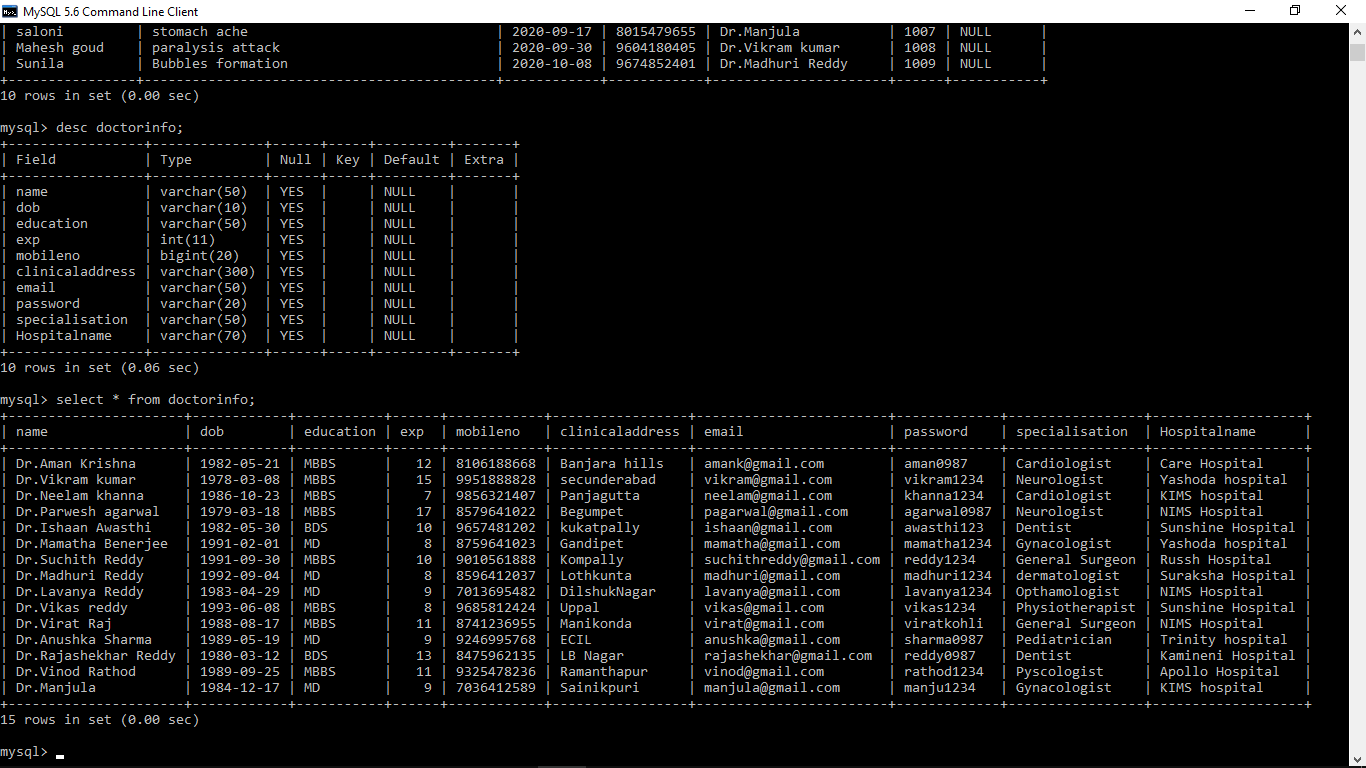 MySQL 5.6 Command Line Client
| saloni         | stomach ache                               | 2020-09-17 | 8015479655 | Dr.Manjula         | 1007 | NULL      |
| Mahesh goud    | paralysis attack                           | 2020-09-30 | 9604180405 | Dr.Vikram kumar    | 1008 | NULL      |
| Sunila         | Bubbles formation                          | 2020-10-08 | 9674852401 | Dr.Madhuri Reddy   | 1009 | NULL      |
10 rows in set (0.00 sec)
mysql> desc doctorinfo;
| Field           | Type         | Null | Key | Default | Extra |
| name            | varchar(50)  | YES  |     | NULL    |       |
| dob             | varchar(10)  | YES  |     | NULL    |       |
| education       | varchar(50)  | YES  |     | NULL    |       |
| exp             | int(11)      | YES  |     | NULL    |       |
| mobileno        | bigint(20)   | YES  |     | NULL    |       |
| clinicaladdress | varchar(300) | YES  |     | NULL    |       |
| email           | varchar(50)  | YES  |     | NULL    |       |
| password        | varchar(20)  | YES  |     | NULL    |       |
| specialisation  | varchar(50)  | YES  |     | NULL    |       |
| Hospitalname    | varchar(70)  | YES  |     | NULL    |       |
10 rows in set (0.06 sec)
mysql> select * from doctorinfo;
| name                | dob        | education | exp  | mobileno   | clinicaladdress | email                   | password    | specialisation  | Hospitalname      |
| Dr.Aman Krishna     | 1982-05-21 | MBBS      |   12 | 8106188668 | Banjara hills   | amank@gmail.com         | aman0987    | Cardiologist    | Care Hospital     |
| Dr.Vikram kumar     | 1978-03-08 | MBBS      |   15 | 9951888828 | secunderabad    | vikram@gmail.com        | vikram1234  | Neurologist     | Yashoda hospital  |
| Dr.Neelam khanna    | 1986-10-23 | MBBS      |    7 | 9856321407 | Panjagutta      | neelam@gmail.com        | khanna1234  | Cardiologist    | KIMS hospital     |
| Dr.Parwesh agarwal  | 1979-03-18 | MBBS      |   17 | 8579641022 | Begumpet        | pagarwal@gmail.com      | agarwal0987 | Neurologist     | NIMS Hospital     |
| Dr.Ishaan Awasthi   | 1982-05-30 | BDS       |   10 | 9657481202 | kukatpally      | ishaan@gmail.com        | awasthi123  | Dentist         | Sunshine Hospital |
| Dr.Mamatha Benerjee | 1991-02-01 | MD        |    8 | 8759641023 | Gandipet        | mamatha@gmail.com       | mamatha1234 | Gynacologist    | Yashoda hospital  |
| Dr.Suchith Reddy    | 1991-09-30 | MBBS      |   10 | 9010561888 | Kompally        | suchithreddy@gmail.com  | reddy1234   | General Surgeon | Russh Hospital    |
| Dr.Madhuri Reddy    | 1992-09-04 | MD        |    8 | 8596412037 | Lothkunta       | madhuri@gmail.com       | madhuri1234 | dermatologist   | Suraksha Hospital |
| Dr.Lavanya Reddy    | 1983-04-29 | MD        |    9 | 7013695482 | DilshukNagar    | lavanya@gmail.com       | lavanya1234 | Opthamologist   | NIMS Hospital     |
| Dr.Vikas reddy      | 1993-06-08 | MBBS      |    8 | 9685812424 | Uppal           | vikas@gmail.com         | vikas1234   | Physiotherapist | Sunshine Hospital |
| Dr.Virat Raj        | 1988-08-17 | MBBS      |   11 | 8741236955 | Manikonda       | virat@gmail.com         | viratkohli  | General Surgeon | NIMS Hospital     |
| Dr.Anushka Sharma   | 1989-05-19 | MD        |    9 | 9246995768 | ECIL            | anushka@gmail.com       | sharma0987  | Pediatrician    | Trinity hospital  |
| Dr.Rajashekhar Reddy | 1980-03-12 | BDS       |   13 | 8475962135 | LB Nagar        | rajashekhar@gmail.com   | reddy0987   | Dentist         | Kamineni Hospital |
| Dr.Vinod Rathod     | 1989-09-25 | MBBS      |   11 | 9325478236 | Ramanthapur     | vinod@gmail.com         | rathod1234  | Pyscologist     | Apollo Hospital   |
| Dr.Manjula          | 1984-12-17 | MD        |    9 | 7036412589 | Sainikpuri      | manjula@gmail.com       | manju1234   | Gynacologist    | KIMS hospital     |
15 rows in set (0.00 sec)
mysql>